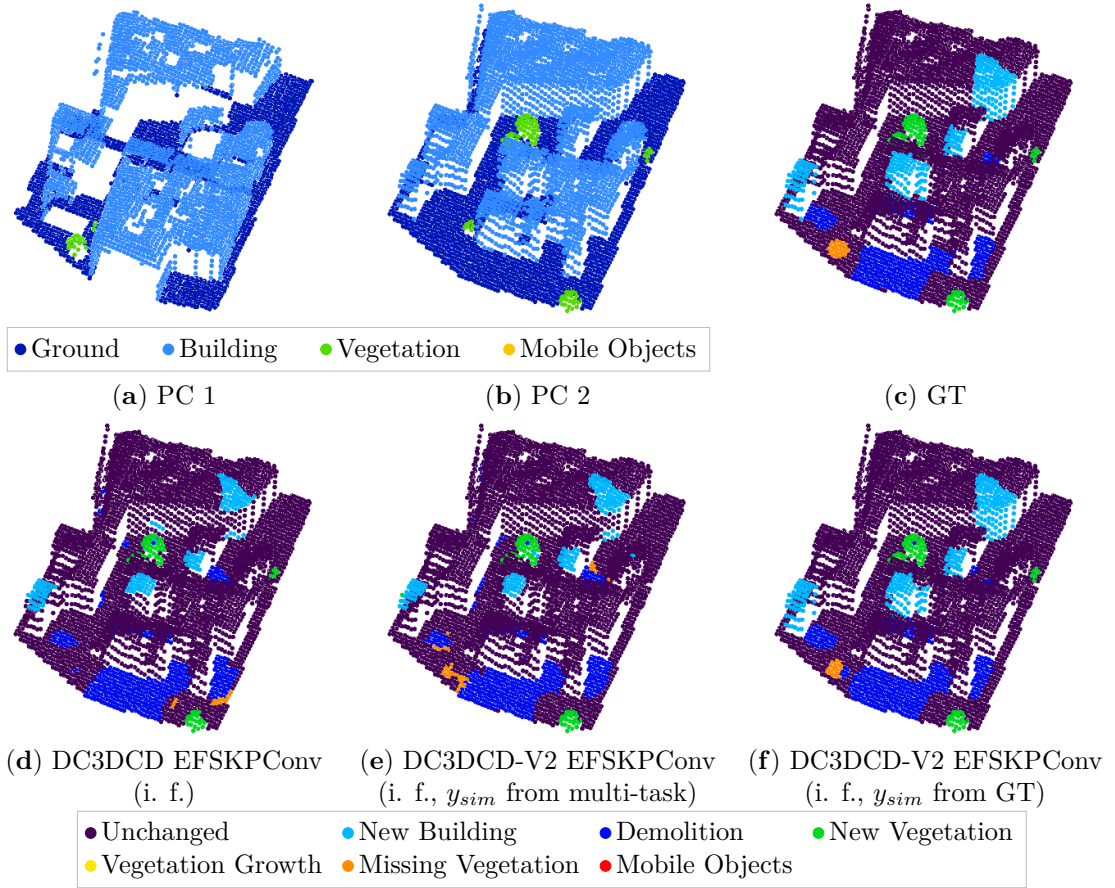 Ground Building Vegetation Mobile Objects
(a) PC 1 (b) PC 2 (c) GT
(d) DC3DCD EFSKPConv (e) DC3DCD-V2 EFSKPConv (f) DC3DCD-V2 EFSKPConv
(i. f.) (i. f., y_sim from multi-task) (i. f., y_sim from GT)
Unchanged New Building Demolition New Vegetation
Vegetation Growth Missing Vegetation Mobile Objects